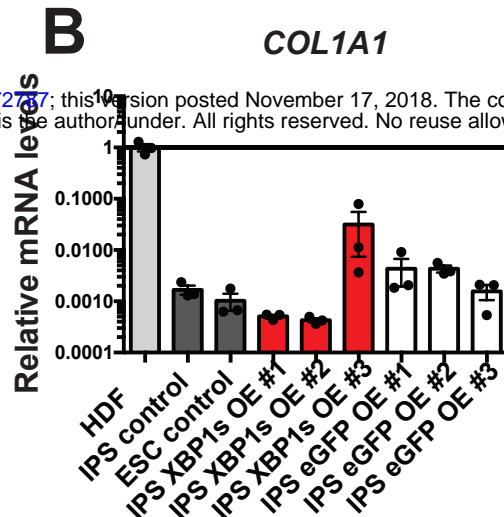 B
COL1A1
72787; this version posted November 17, 2018. The co
is the author/funder. All rights reserved. No reuse allow
Relative mRNA levels
10
1
0.1000
0.0100
0.0010
0.0001
HDF
IPS control
ESC control
IPS XBP1s OE #1
IPS XBP1s OE #2
IPS XBP1s OE #3
IPS eGFP OE #1
IPS eGFP OE #2
IPS eGFP OE #3